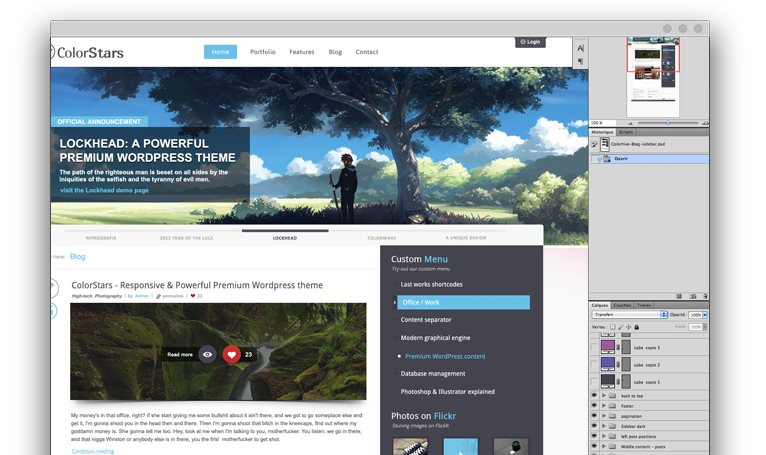 ColorStars
Home
Portfolio
Features
Blog
Contact
Login
A|
¶
OFFICIAL ANNOUNCEMENT
LOCKHEAD: A POWERFUL
PREMIUM WORDPRESS THEME
The path of the righteous man is beset on all sides by the
iniquities of the selfish and the tyranny of evil men.
visit the Lockhead demo page
NITROGRAFIX
2012 YEAR OF THE LULZ
LOCKHEAD
COLORWAVE
A UNIQUE DESIGN
here: Blog
ColorStars - Responsive & Powerful Premium Wordpress theme
High-tech, Photography | by Admin | permalink | 23
Read more
23
My money's in that office, right? If she start giving me some bullshit about it ain't there, and we got to go someplace else and
get it, I'm gonna shoot you in the head then and there. Then I'm gonna shoot that bitch in the kneecaps, find out where my
goddamn money is. She gonna tell me too. Hey, look at me when I'm talking to you, motherfucker. You listen: we go in there,
and that nigga Winston or anybody else is in there, you the first motherfucker to get shot.
Continue reading
Custom Menu
Try out our custom menu
Last works shortcodes
Office / Work
Content separator
Modern graphical engine
Premium WordPress content
Database management
Photoshop & Illustrator explained
Photos on Flickr
Stuning images on FlickR
100 %
Historique
Scripts
Colorhive-Blog-sidebar.psd
Ouvrir
Calques
Couches
Tracés
Transfert
Opacité : 100%
Verrou :
Fond : 100%
cube copie 3
cube copie 2
cube copie 5
back to top
Footer
pagination
Sidebar dark
left post positions
Middle content - posts